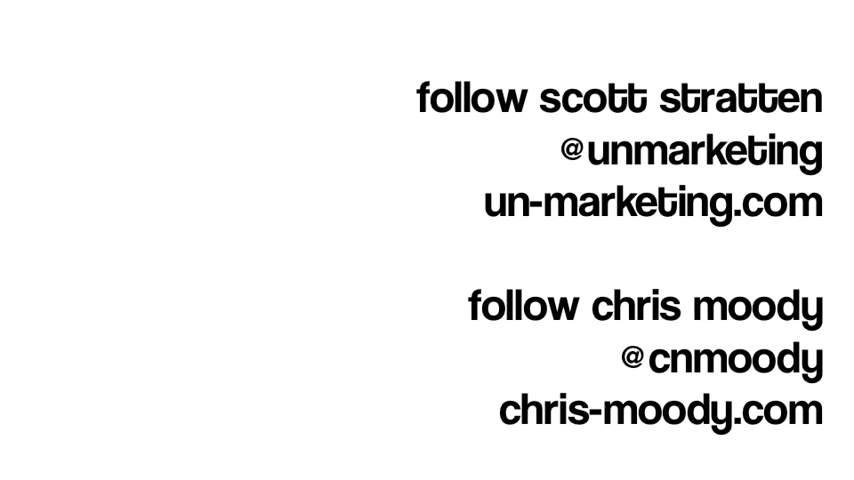 follow scott stratten
@unmarketing
un-marketing.com
follow chris moody
@cnmoody
chris-moody.com